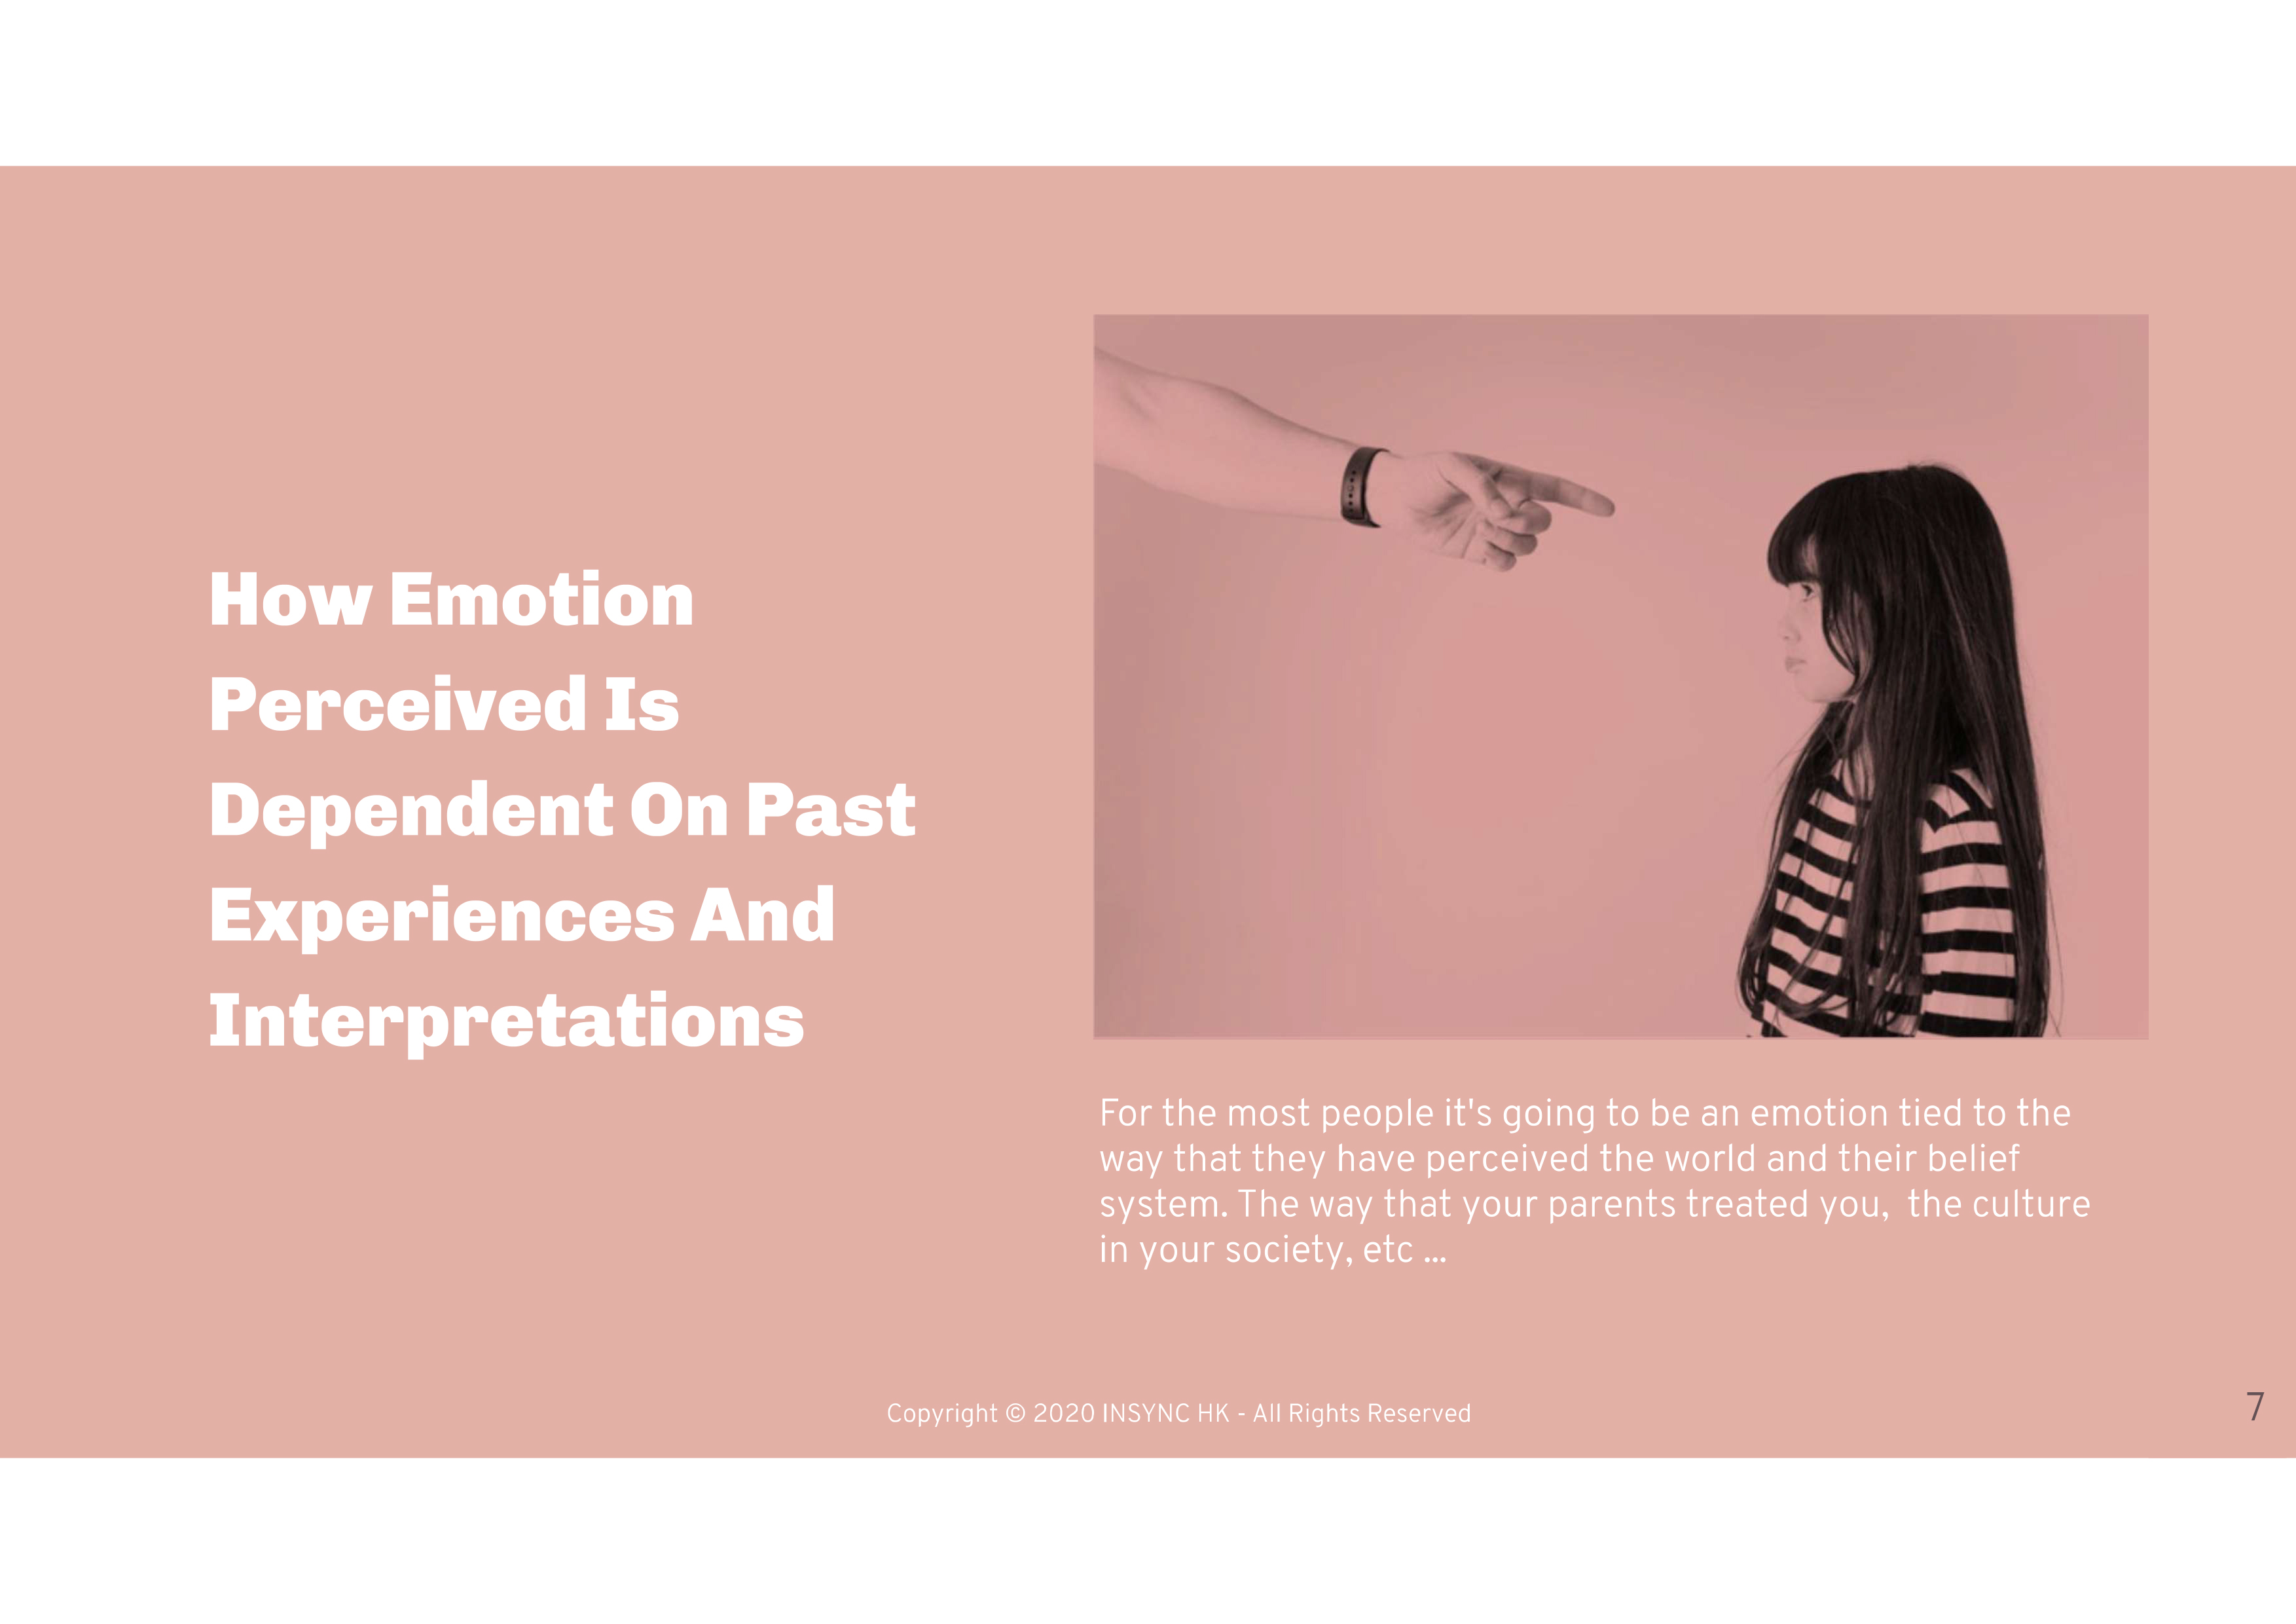 How Emotion
Perceived Is
Dependent On Past
Experiences And
Interpretations
For the most people it's going to be an emotion tied to the
way that they have perceived the world and their belief
system. The way that your parents treated you,  the culture
in your society, etc ...
Copyright © 2020 INSYNC HK - All Rights Reserved
7